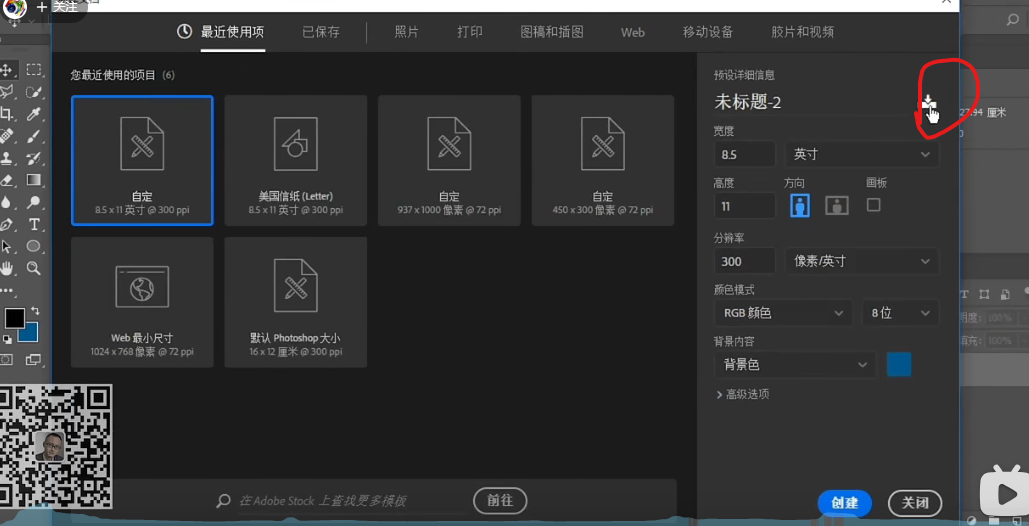 + 关注
最近使用项 已保存 照片 打印 图稿和插图 Web 移动设备 胶片和视频
您最近使用的项目 (6)
自定
8.5 x 11 英寸 @ 300 ppi
美国信纸 (Letter)
8.5 x 11 英寸 @ 300 ppi
自定
937 x 1000 像素 @ 72 ppi
自定
450 x 300 像素 @ 72 ppi
Web 最小尺寸
1024 x 768 像素 @ 72 ppi
默认 Photoshop 大小
16 x 12 厘米 @ 300 ppi
在 Adobe Stock 上查找更多模板
前往
预设详细信息
未标题-2
宽度
8.5 英寸
高度 方向 画板
11
分辨率
300 像素/英寸
颜色模式
RGB 颜色 8 位
背景内容
背景色
高级选项
创建 关闭
27.94 厘米
明度: 100%
填充: 100%